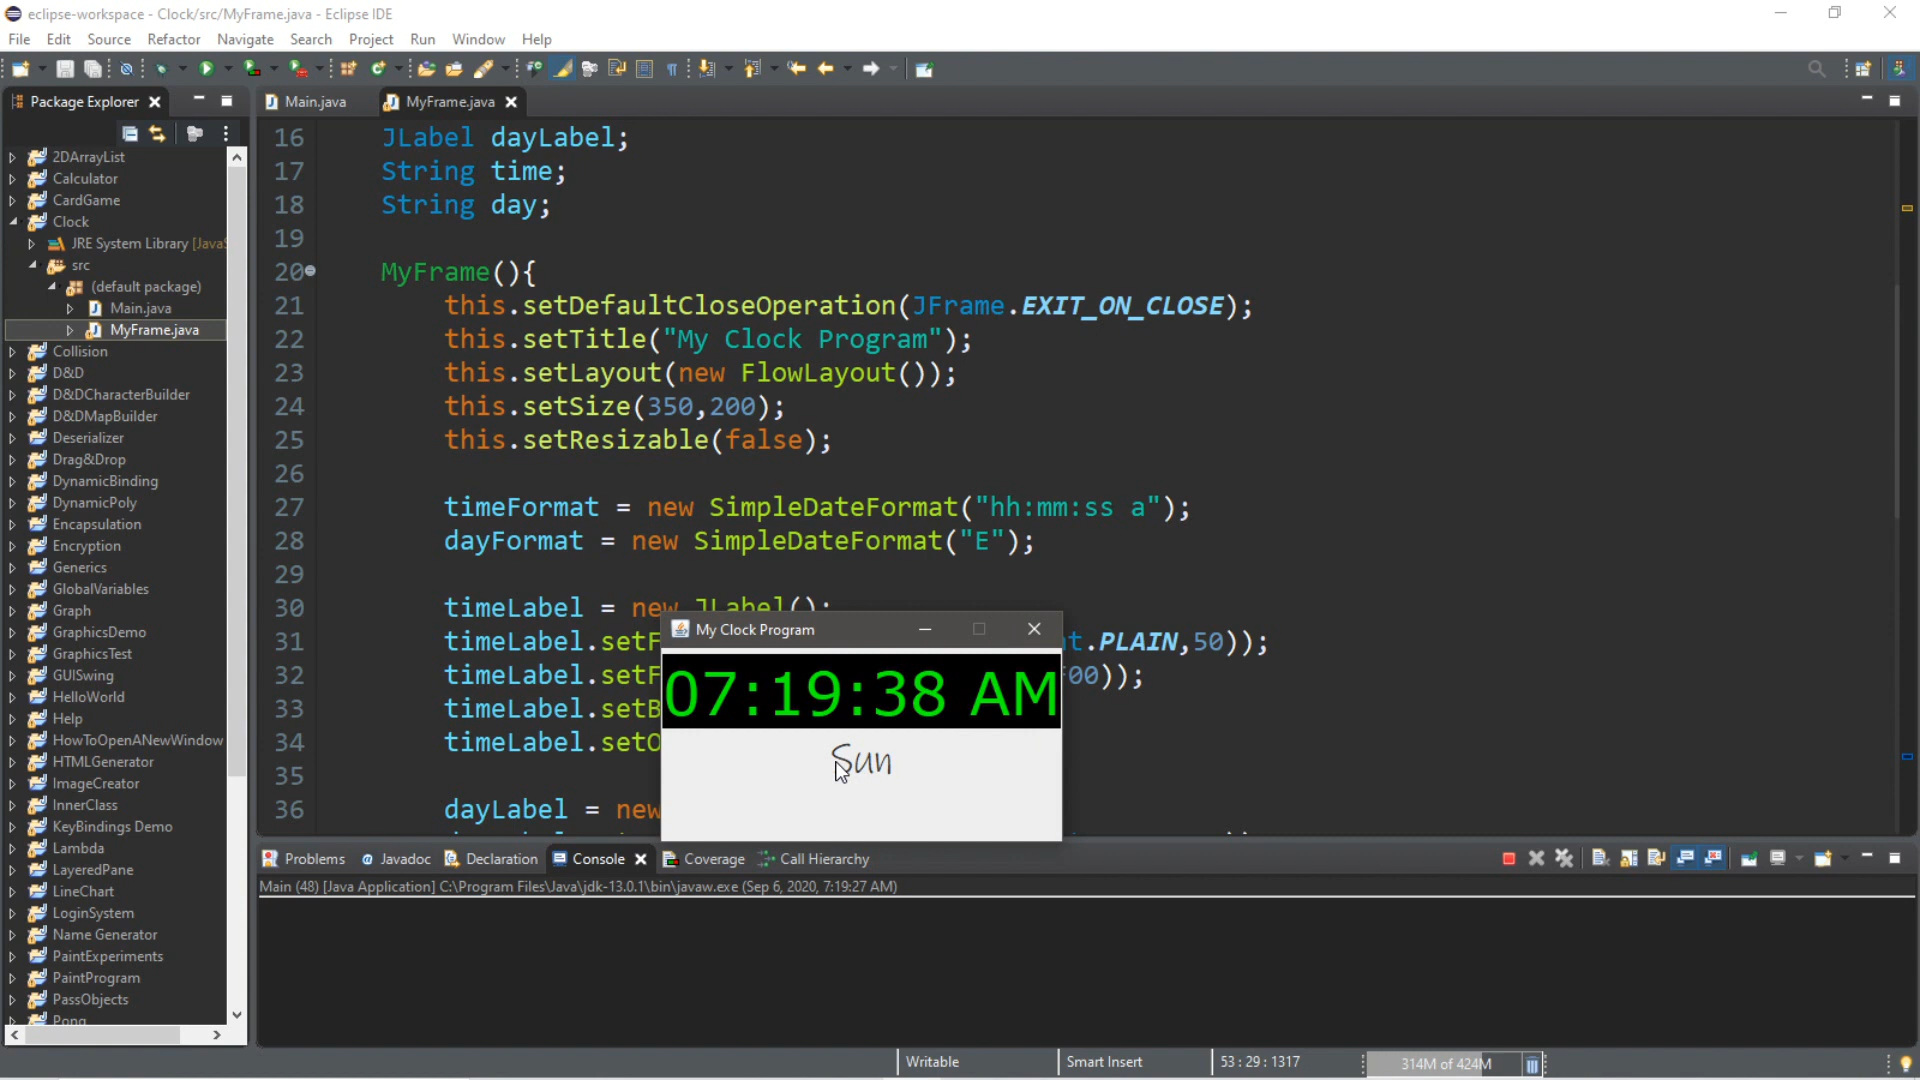 eclipse-workspace - Clock/src/MyFrame.java - Eclipse IDE
File Edit Source Refactor Navigate Search Project Run Window Help
Package Explorer
Main.java MyFrame.java
2DArrayList
Calculator
CardGame
Clock
JRE System Library [JavaS
src
(default package)
Main.java
MyFrame.java
Collision
D&D
D&DCharacterBuilder
D&DMapBuilder
Deserializer
Drag&Drop
DynamicBinding
DynamicPoly
Encapsulation
Encryption
Generics
GlobalVariables
Graph
GraphicsDemo
GraphicsTest
GUISwing
HelloWorld
Help
HowToOpenANewWindow
HTMLGenerator
ImageCreator
InnerClass
KeyBindings Demo
Lambda
LayeredPane
LineChart
LoginSystem
Name Generator
PaintExperiments
PaintProgram
PassObjects
Pong
16 JLabel dayLabel;
17 String time;
18 String day;
19
20 MyFrame(){
21 this.setDefaultCloseOperation(JFrame.EXIT_ON_CLOSE);
22 this.setTitle("My Clock Program");
23 this.setLayout(new FlowLayout());
24 this.setSize(350,200);
25 this.setResizable(false);
26
27 timeFormat = new SimpleDateFormat("hh:mm:ss a");
28 dayFormat = new SimpleDateFormat("E");
29
30 timeLabel = new JLabel();
31 timeLabel.setF t.PLAIN,50));
32 timeLabel.setF 00));
33 timeLabel.setB
34 timeLabel.setO
35
36 dayLabel = new
My Clock Program
07:19:38 AM
Sun
Problems Javadoc Declaration Console Coverage Call Hierarchy
Main (48) [Java Application] C:\Program Files\Java\jdk-13.0.1\bin\javaw.exe (Sep 6, 2020, 7:19:27 AM)
Writable Smart Insert 53 : 29 : 1317 314M of 424M